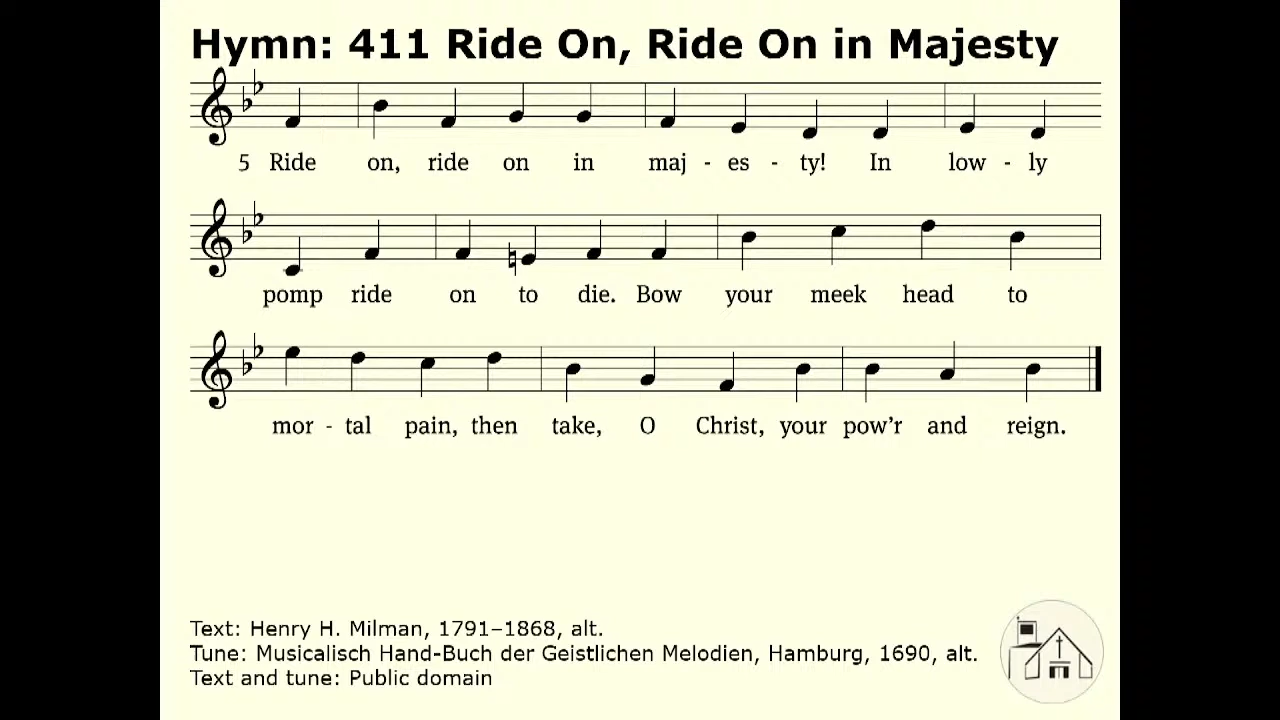 Hymn: 411 Ride On, Ride On in Majesty
5 Ride on, ride on in maj - es - ty! In low - ly
pomp ride on to die. Bow your meek head to
mor - tal pain, then take, O Christ, your pow’r and reign.
Text: Henry H. Milman, 1791–1868, alt.
Tune: Musicalisch Hand-Buch der Geistlichen Melodien, Hamburg, 1690, alt.
Text and tune: Public domain